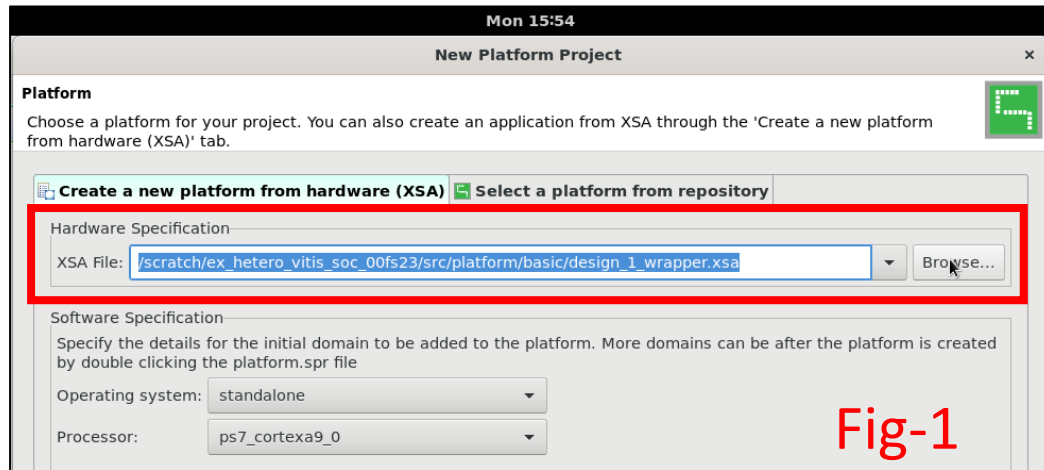 Mon 15:54
New Platform Project ×
Platform
Choose a platform for your project. You can also create an application from XSA through the 'Create a new platform
from hardware (XSA)' tab.
Create a new platform from hardware (XSA) Select a platform from repository
Hardware Specification
XSA File: /scratch/ex_hetero_vitis_soc_00fs23/src/platform/basic/design_1_wrapper.xsa Browse...
Software Specification
Specify the details for the initial domain to be added to the platform. More domains can be after the platform is created
by double clicking the platform.spr file
Operating system: standalone
Processor: ps7_cortexa9_0
Fig-1